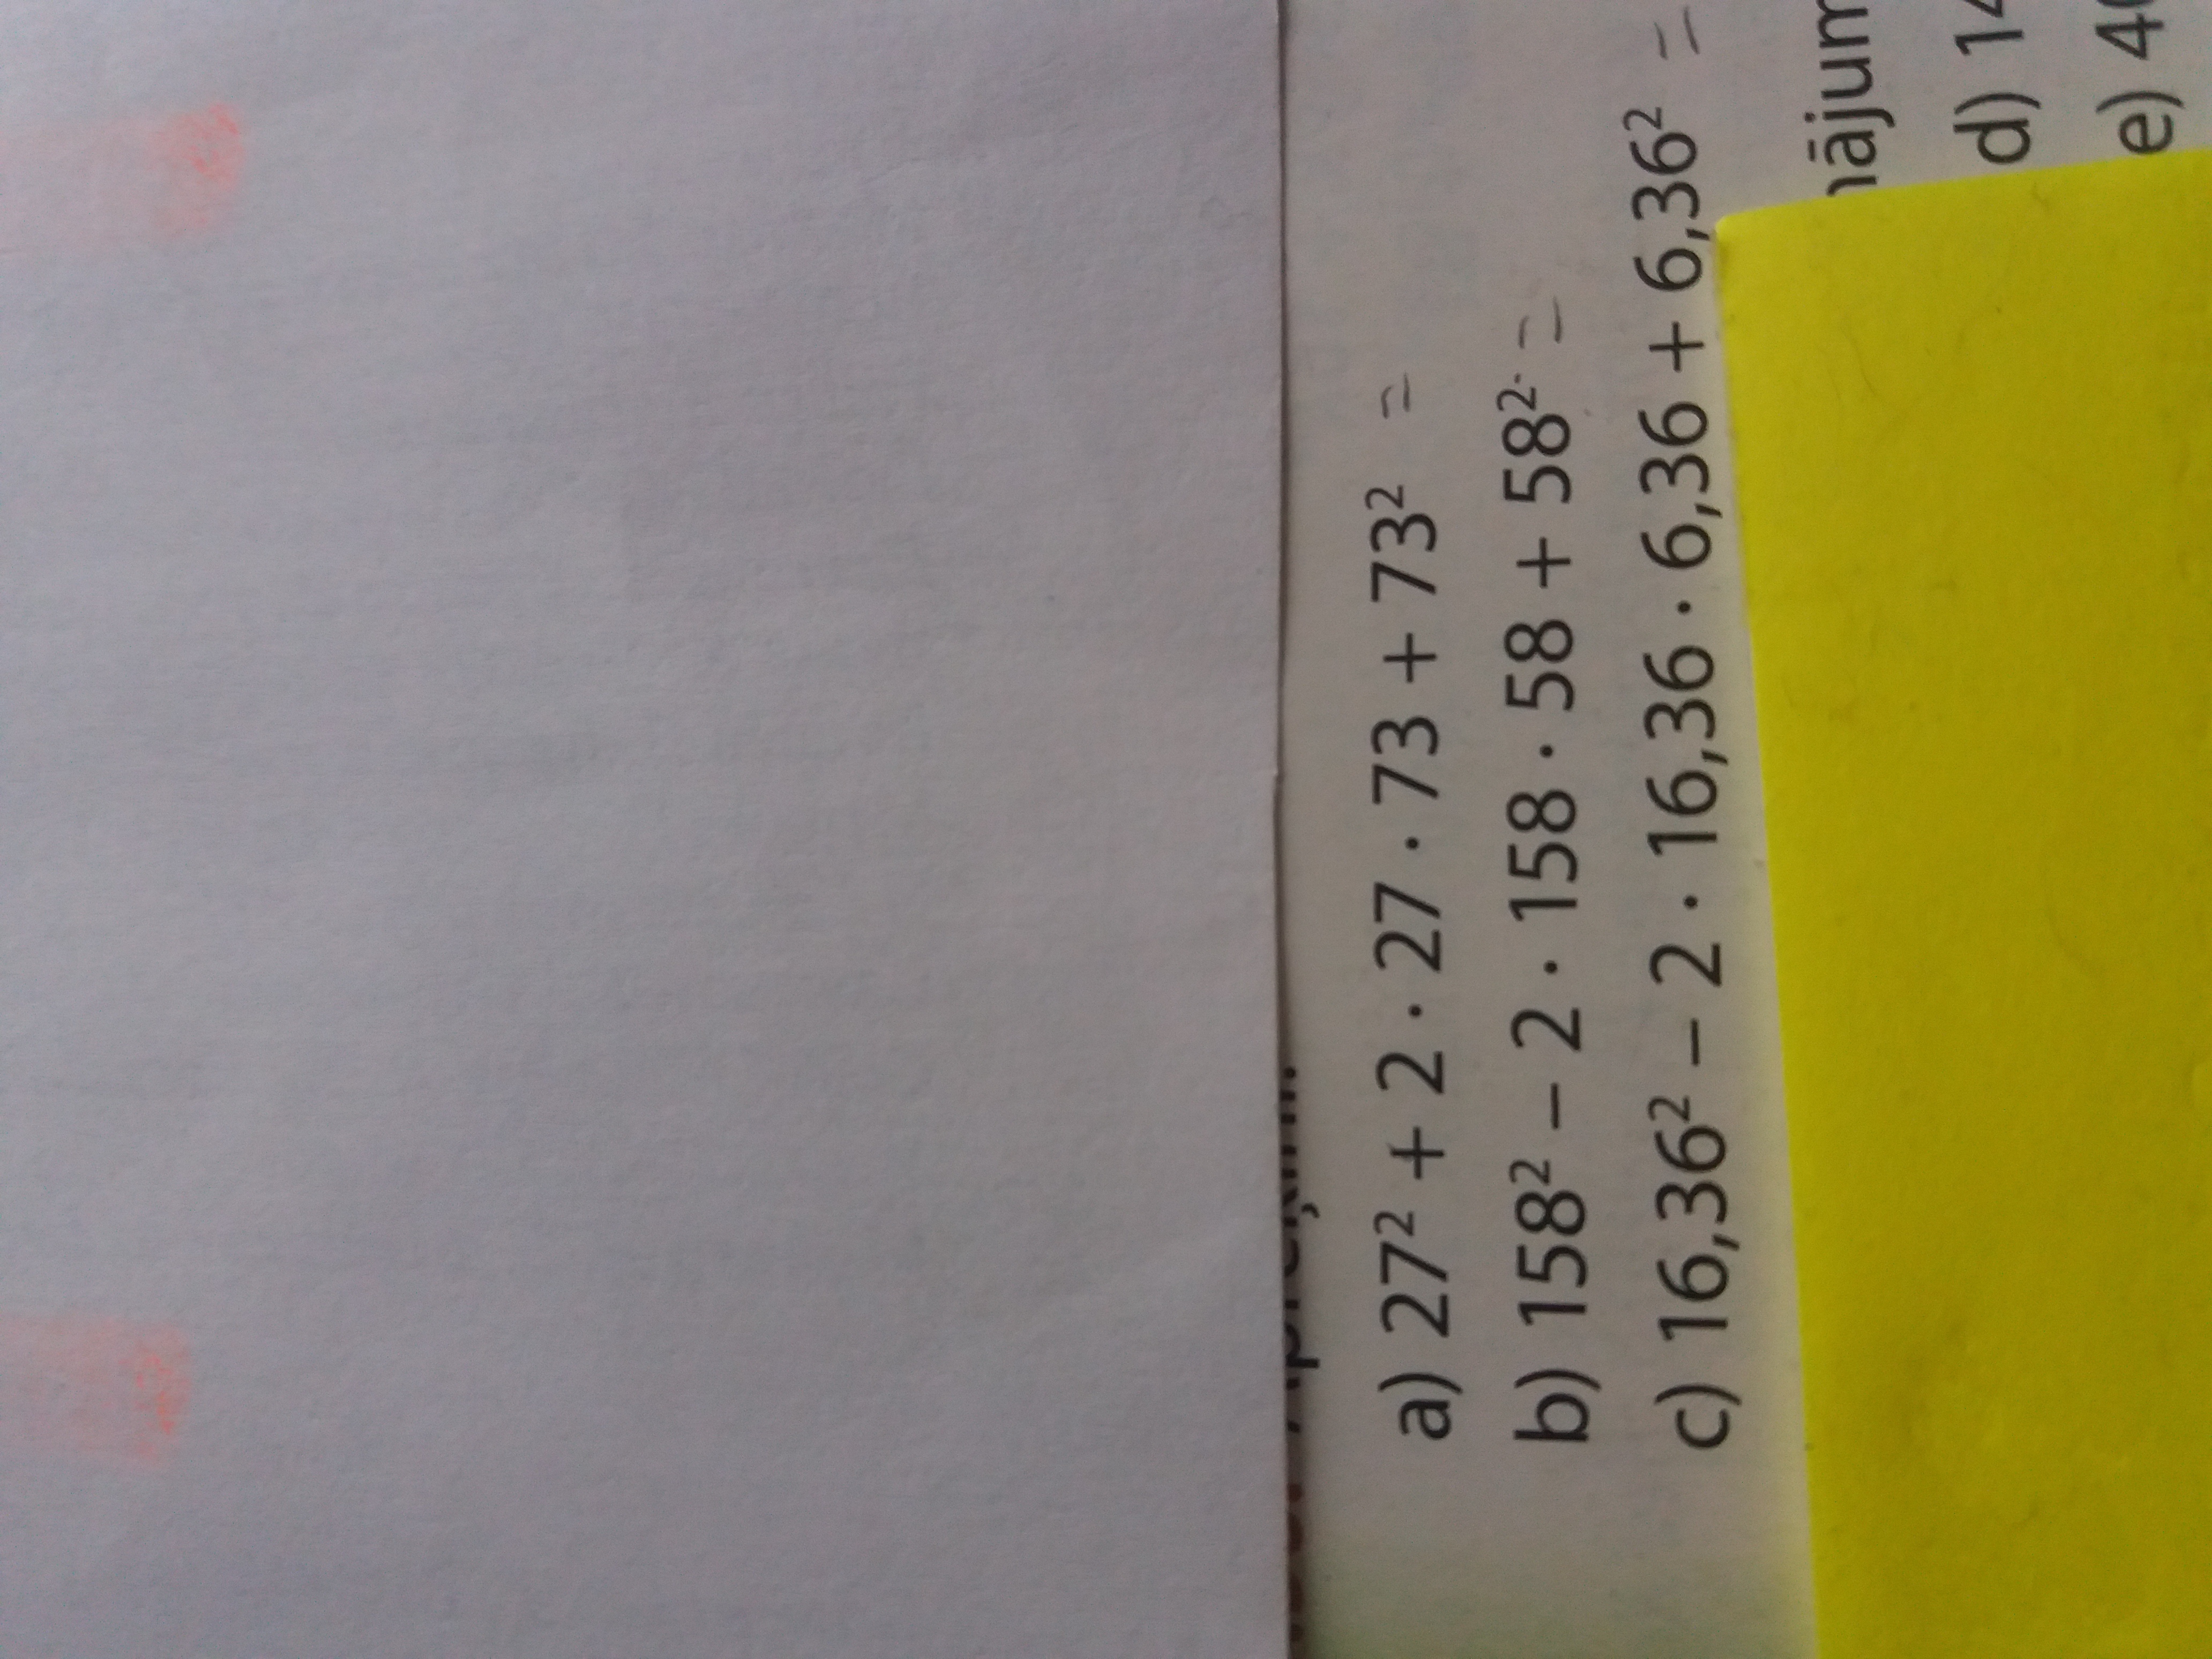 a) 27² + 2 · 27 · 73 + 73² =
b) 158² – 2 · 158 · 58 + 58² =
c) 16,36² – 2 · 16,36 · 6,36 + 6,36² =
d) 14
e) 4